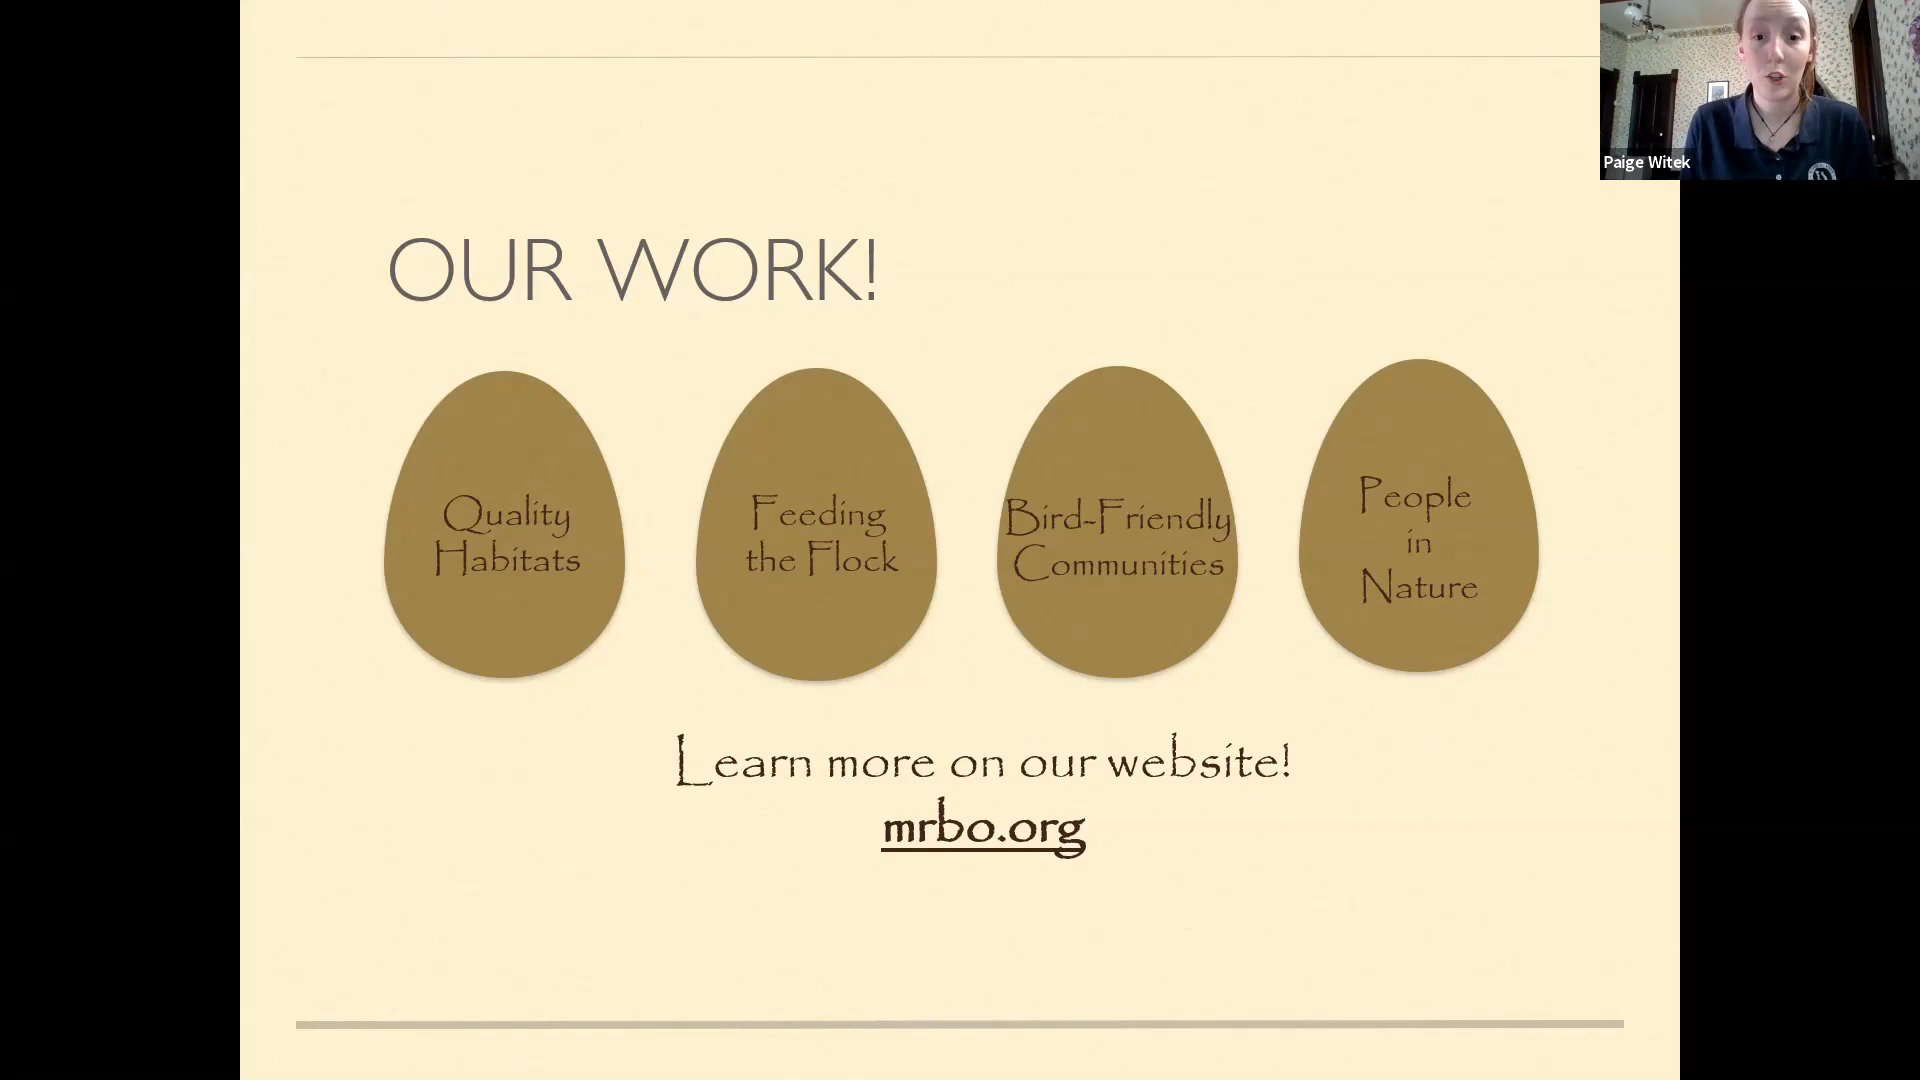 Paige Witek
OUR WORK!
Quality
Habitats
Feeding
the Flock
Bird-Friendly
Communities
People
in
Nature
Learn more on our website!
mrbo.org